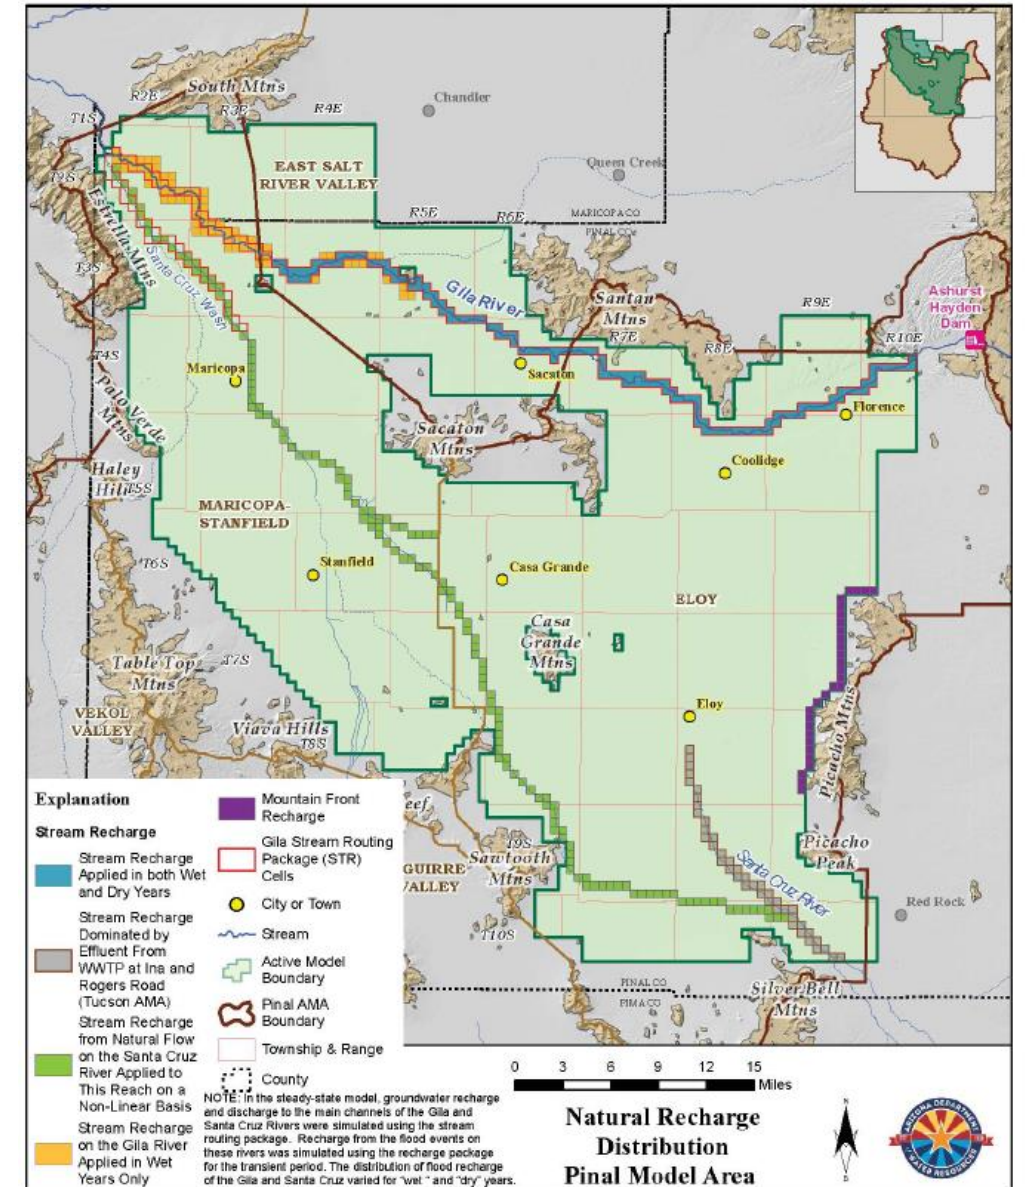 South Mtns
R2E
R3E
R4E
Chandler
T1S
EAST SALT
RIVER VALLEY
Queen Creek
T2S
R5E
R6E
MARICOPA CO
PINAL CO
Estrella Mtns
Santa Cruz Wash
T3S
Gila River
Santan
Mtns
R7E
R8E
R9E
R10E
Ashurst
Hayden
Dam
T4S
Maricopa
Sacaton
Florence
Palo Verde
Mtns
Sacaton
Mtns
Coolidge
Haley
Hills
T5S
MARICOPA-
STANFIELD
T6S
Stanfield
Casa Grande
ELOY
Casa
Grande
Mtns
Table Top
Mtns
T7S
VEKOL
VALLEY
Viava Hills
T8S
Eloy
Picacho Mtns
eef
Picacho
Peak
T9S
Sawtooth
Mtns
GUIRRE
VALLEY
Santa Cruz River
Red Rock
T10S
PINAL CO
PIMA CO
Silver Bell
Mtns
Explanation
Stream Recharge
Stream Recharge
Applied in both Wet
and Dry Years
Stream Recharge
Dominated by
Effluent From
WWTP at Ina and
Rogers Road
(Tucson AMA)
Stream Recharge
from Natural Flow
on the Santa Cruz
River Applied to
This Reach on a
Non-Linear Basis
Stream Recharge
on the Gila River
Applied in Wet
Years Only
Mountain Front
Recharge
Gila Stream Routing
Package (STR)
Cells
City or Town
Stream
Active Model
Boundary
Pinal AMA
Boundary
Township & Range
County
NOTE: In the steady-state model, groundwater recharge
and discharge to the main channels of the Gila and
Santa Cruz Rivers were simulated using the stream
routing package. Recharge from the flood events on
these rivers was simulated using the recharge package
for the transient period. The distribution of flood recharge
of the Gila and Santa Cruz varied for "wet " and "dry" years.
0 3 6 9 12 15
Miles
Natural Recharge
Distribution
Pinal Model Area
N
S
ARIZONA DEPARTMENT
OF WATER RESOURCES